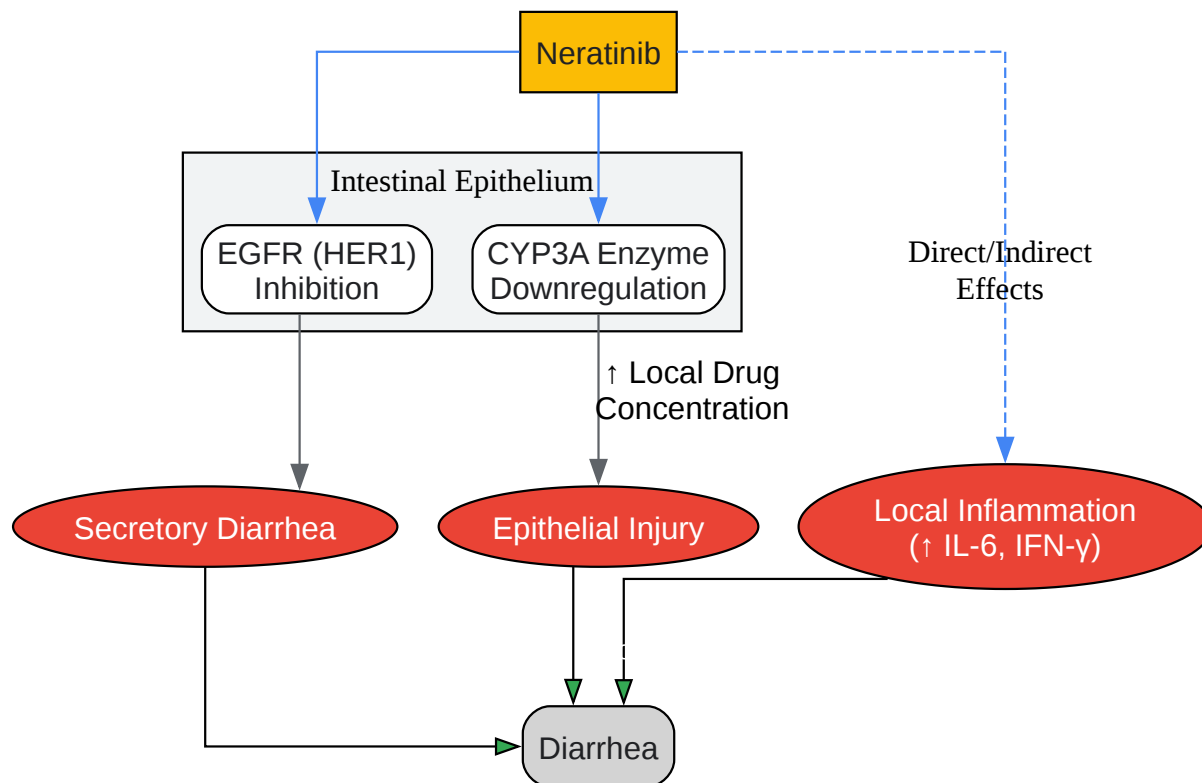 Neratinib
Intestinal Epithelium
EGFR (HER1)
Inhibition
CYP3A Enzyme
Downregulation
Direct/Indirect
Effects
↑ Local Drug
Concentration
Secretory Diarrhea
Epithelial Injury
Local Inflammation
(↑ IL-6, IFN-γ)
Diarrhea